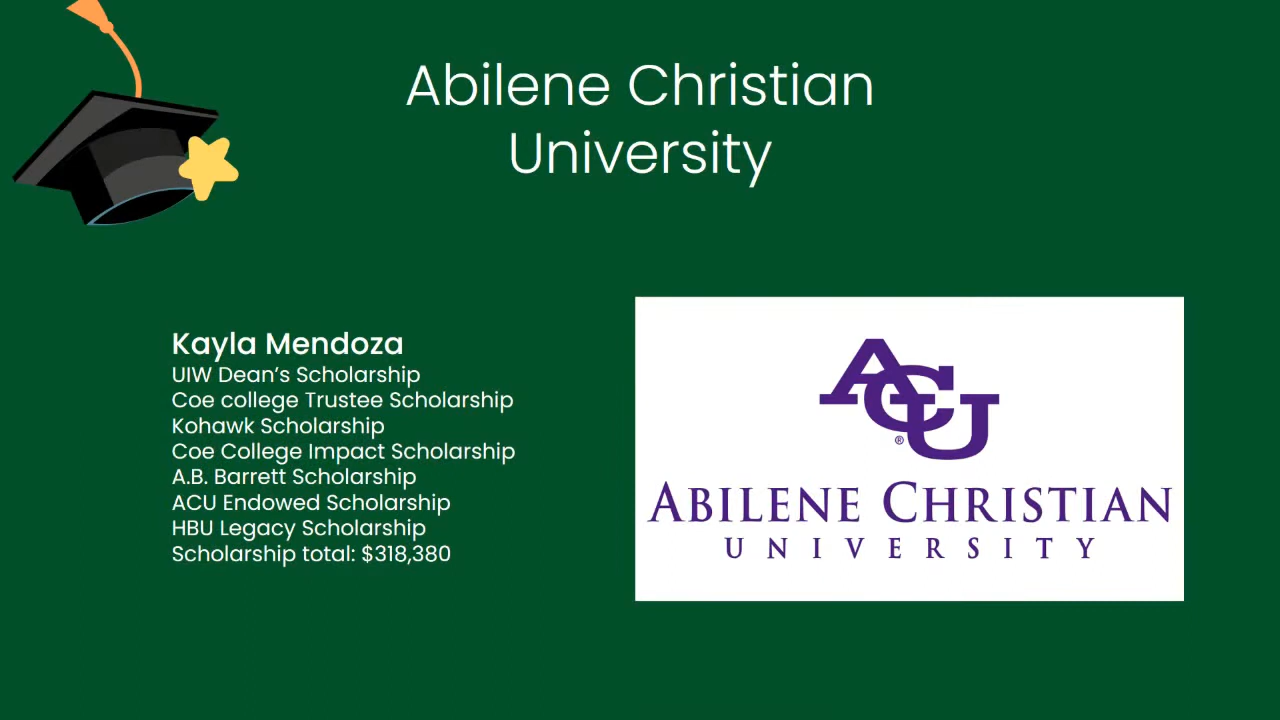 Abilene Christian
University
Kayla Mendoza
UIW Dean's Scholarship
Coe college Trustee Scholarship
Kohawk Scholarship
Coe College Impact Scholarship
A.B. Barrett Scholarship
ACU Endowed Scholarship
HBU Legacy Scholarship
Scholarship total: $318,380
ACU
®
ABILENE CHRISTIAN
UNIVERSITY